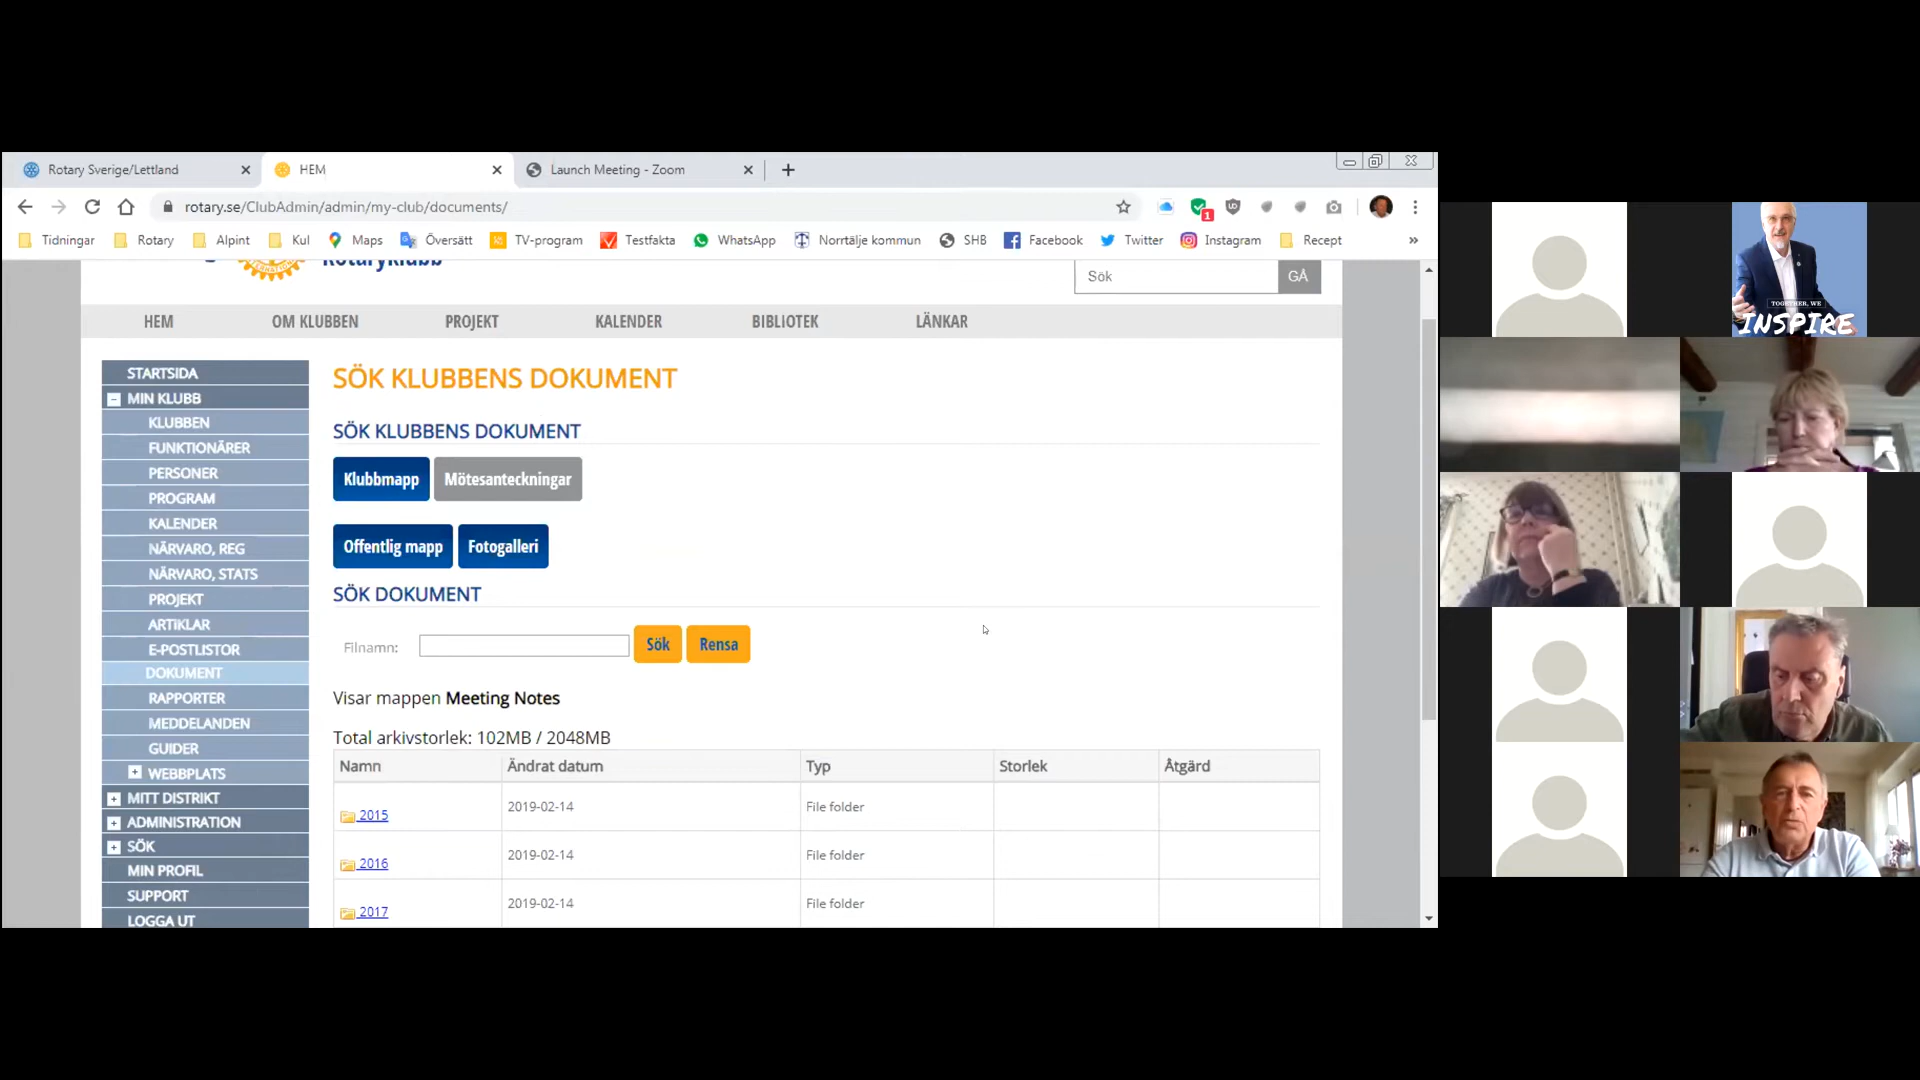 Rotary Sverige/Lettland
HEM
Launch Meeting - Zoom
rotary.se/ClubAdmin/admin/my-club/documents/
1
Tidningar
Rotary
Alpint
Kul
Maps
Översätt
TV-program
Testfakta
WhatsApp
Norrtälje kommun
SHB
Facebook
Twitter
Instagram
Recept
»
Rotaryklubb
Sök
GÅ
HEM
OM KLUBBEN
PROJEKT
KALENDER
BIBLIOTEK
LÄNKAR
STARTSIDA
MIN KLUBB
KLUBBEN
FUNKTIONÄRER
PERSONER
PROGRAM
KALENDER
NÄRVARO, REG
NÄRVARO, STATS
PROJEKT
ARTIKLAR
E-POSTLISTOR
DOKUMENT
RAPPORTER
MEDDELANDEN
GUIDER
WEBBPLATS
MITT DISTRIKT
ADMINISTRATION
SÖK
MIN PROFIL
SUPPORT
LOGGA UT
SÖK KLUBBENS DOKUMENT
SÖK KLUBBENS DOKUMENT
Klubbmapp
Mötesanteckningar
Offentlig mapp
Fotogalleri
SÖK DOKUMENT
Filnamn:
Sök
Rensa
Visar mappen Meeting Notes
Total arkivstorlek: 102MB / 2048MB
Namn Ändrat datum Typ Storlek Åtgärd
2015 2019-02-14 File folder
2016 2019-02-14 File folder
2017 2019-02-14 File folder
TOGETHER, WE
INSPIRE